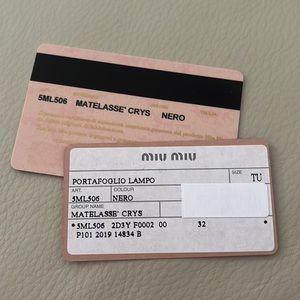 5ML506 MATELASSE' CRYS NERO
miu miu
PORTAFOGLIO LAMPO
SIZE
TU
ART.
COLOUR
5ML506
NERO
GROUP NAME
MATELASSE' CRYS
*5ML506 2D3Y F0002 00 32
P101 2019 14834 B